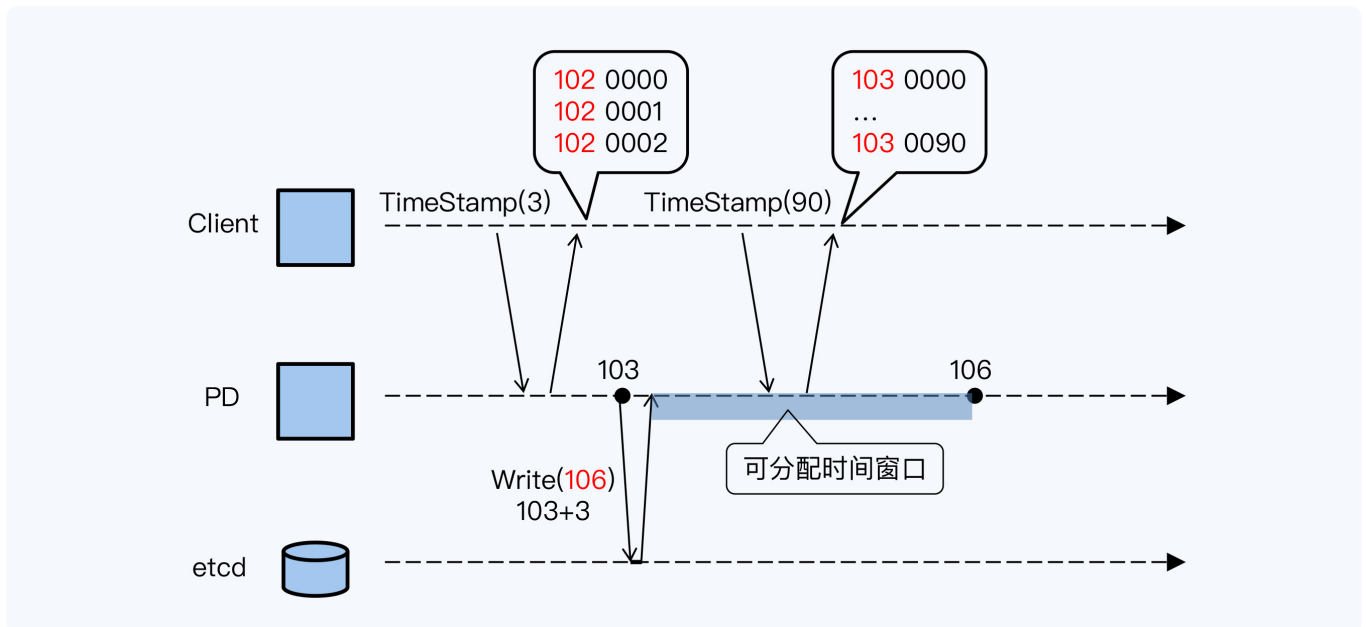 102 0000
102 0001
102 0002
103 0000
...
103 0090
TimeStamp(3)
TimeStamp(90)
Client
103
106
PD
可分配时间窗口
Write(106)
103+3
etcd